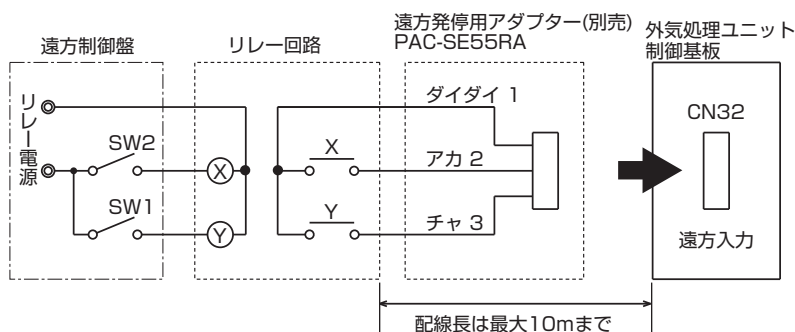 遠方制御盤
リレー回路
遠方発停用アダプター(別売)
PAC-SE55RA
外気処理ユニット
制御基板
リレー電源
SW2
SW1
X
Y
X
Y
ダイダイ 1
アカ 2
チャ 3
CN32
遠方入力
配線長は最大10mまで